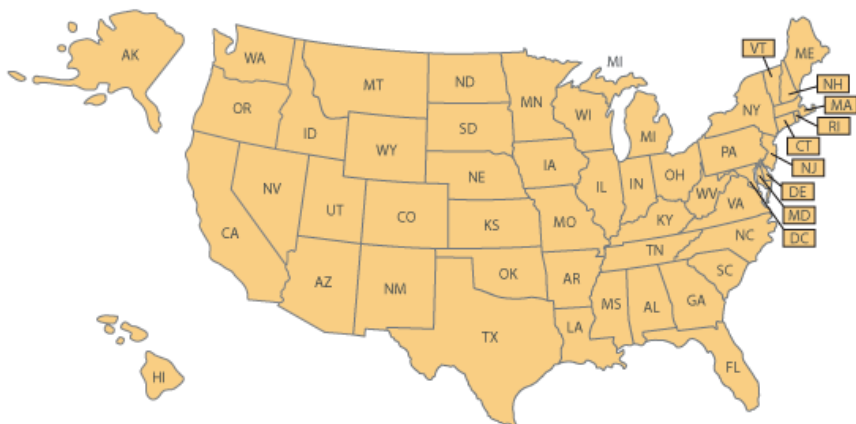 AK
WA
MT
ND
MN
MI
VT
ME
NH
MA
RI
CT
NJ
DE
MD
DC
OR
ID
WY
SD
WI
MI
NY
PA
CA
NV
UT
CO
NE
IA
IL
IN
OH
WV
VA
KS
MO
KY
NC
TN
AZ
NM
OK
AR
SC
MS
AL
GA
TX
LA
FL
HI